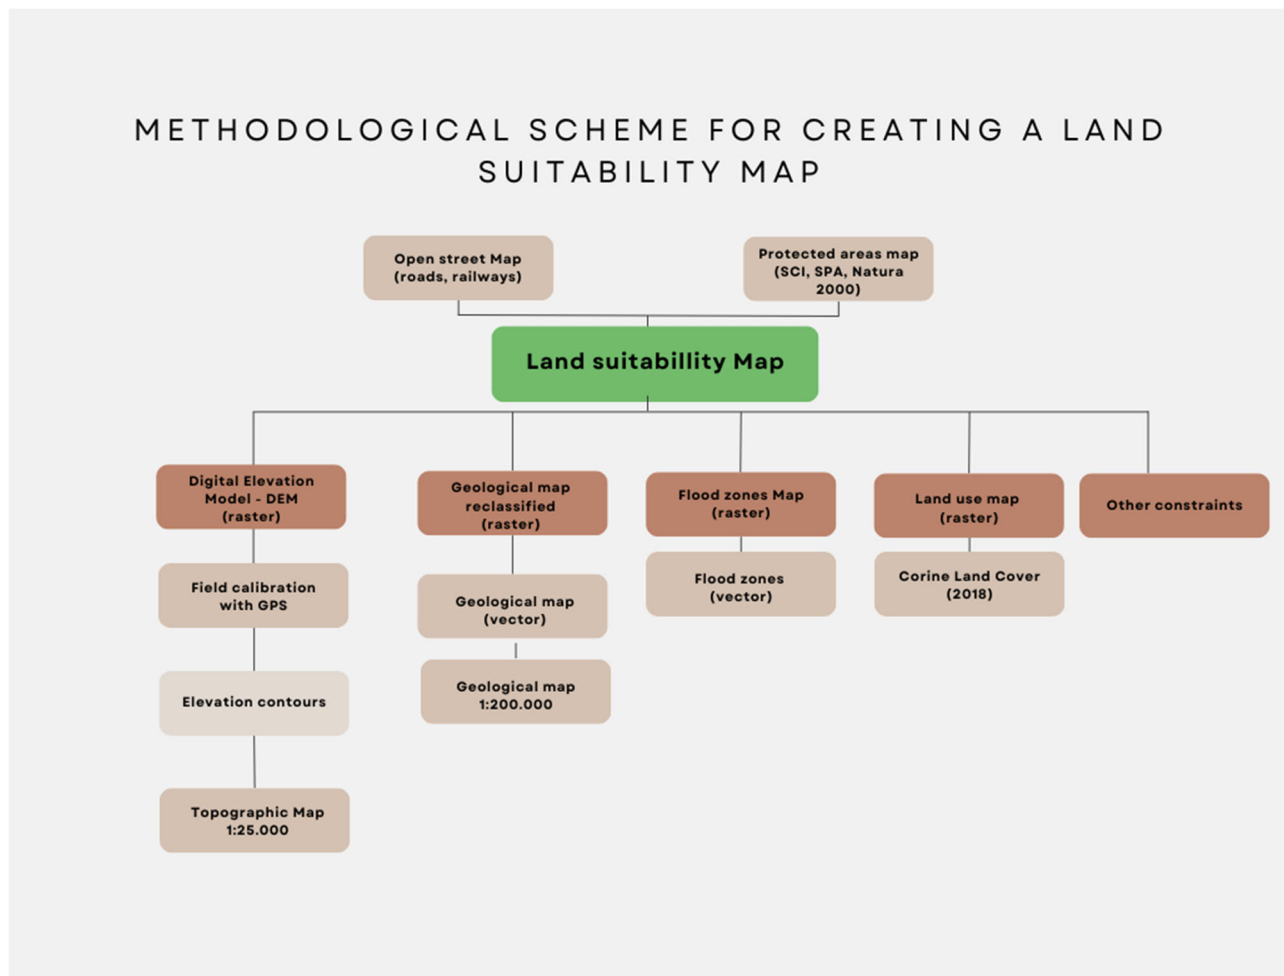 METHODOLOGICAL SCHEME FOR CREATING A LAND
SUITABILITY MAP
Open street Map
(roads, railways)
Protected areas map
(SCI, SPA, Natura
2000)
Land suitabillity Map
Digital Elevation
Model - DEM
(raster)
Geological map
reclassified
(raster)
Flood zones Map
(raster)
Land use map
(raster)
Other constraints
Field calibration
with GPS
Geological map
(vector)
Flood zones
(vector)
Corine Land Cover
(2018)
Elevation contours
Geological map
1:200.000
Topographic Map
1:25.000